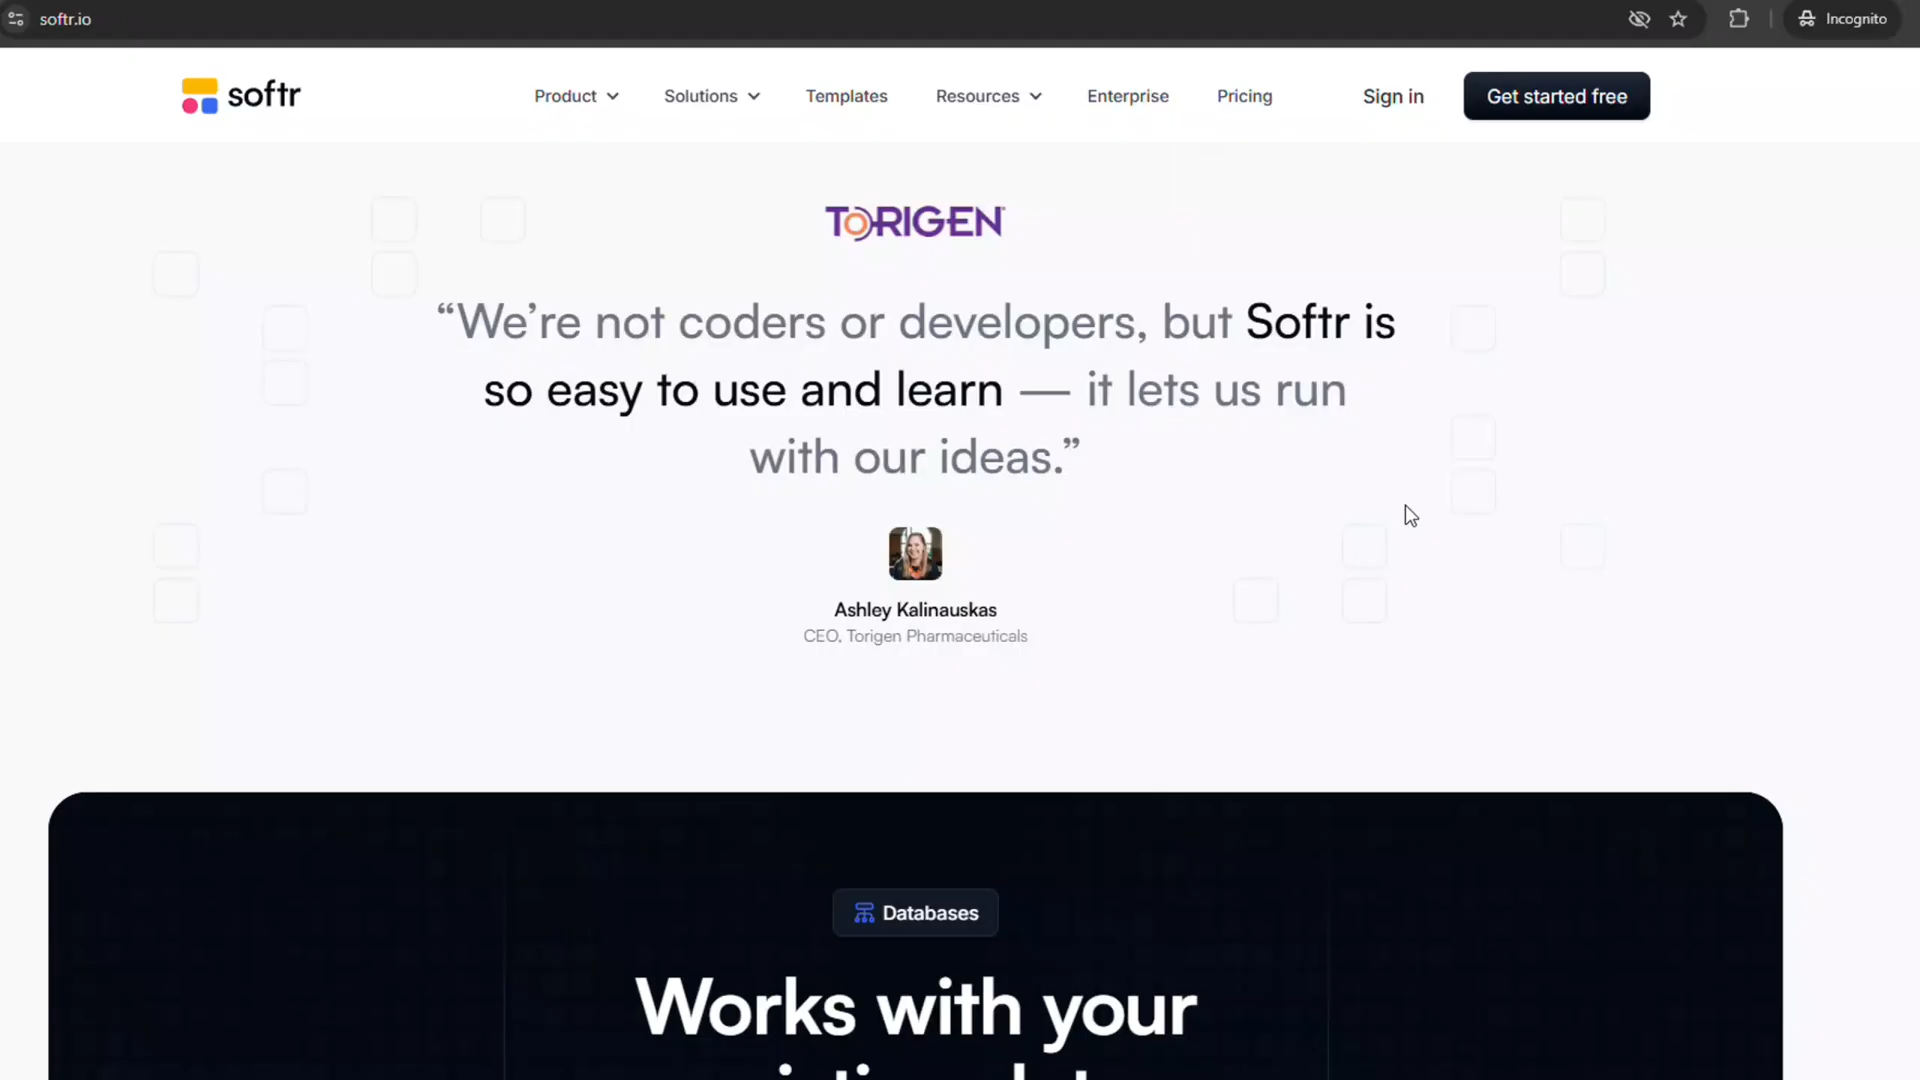 softr.io
Incognito
softr
Product
Solutions
Templates
Resources
Enterprise
Pricing
Sign in
Get started free
TORIGEN
“We’re not coders or developers, but Softr is
so easy to use and learn — it lets us run
with our ideas.”
Ashley Kalinauskas
CEO, Torigen Pharmaceuticals
Databases
Works with your